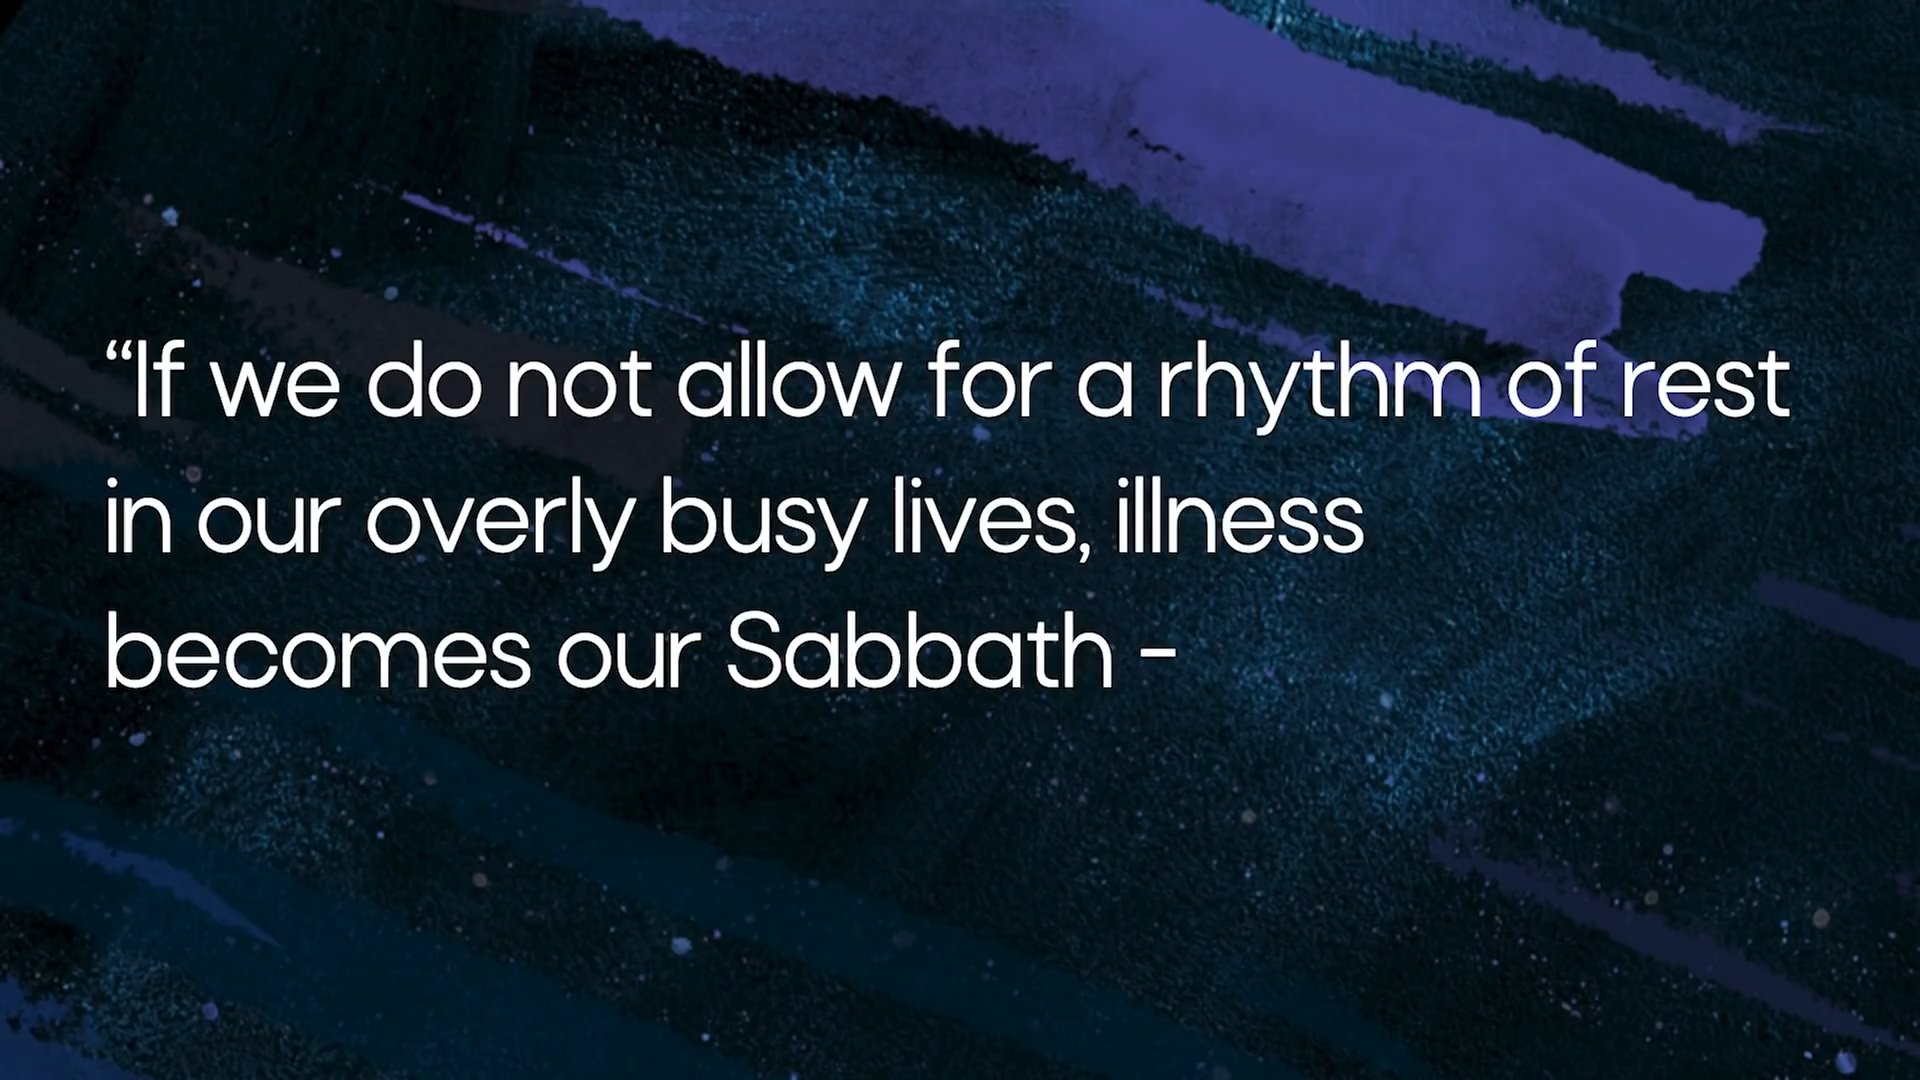 “If we do not allow for a rhythm of rest
in our overly busy lives, illness
becomes our Sabbath -